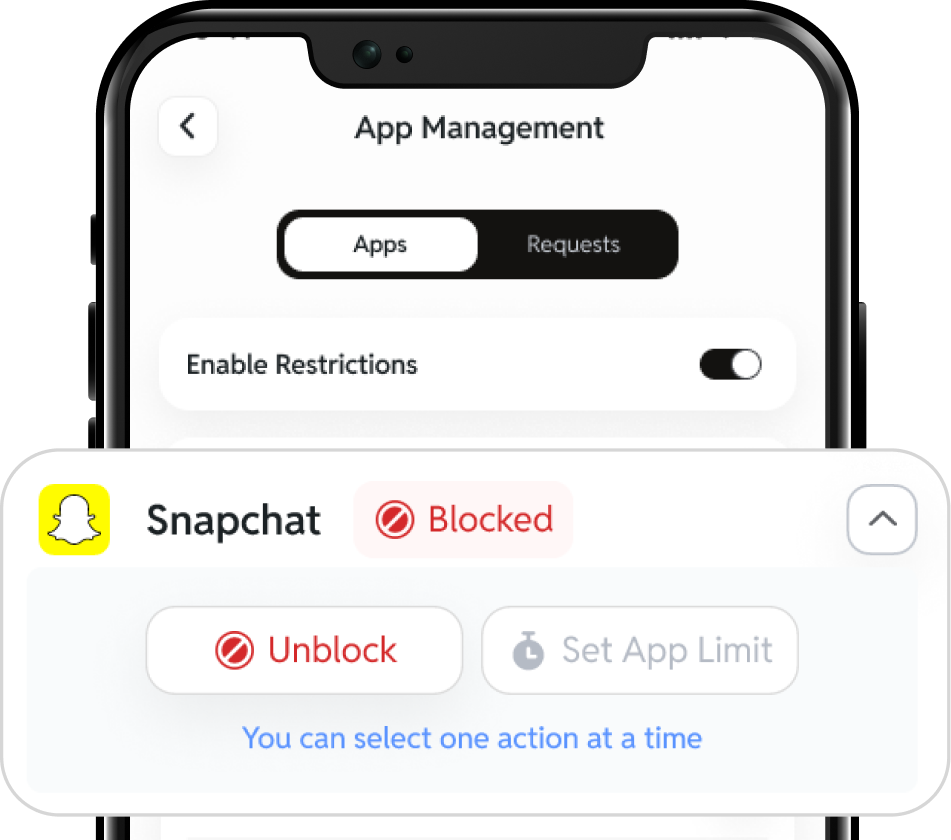 App Management
Apps Requests
Enable Restrictions
Snapchat Blocked
Unblock Set App Limit
You can select one action at a time